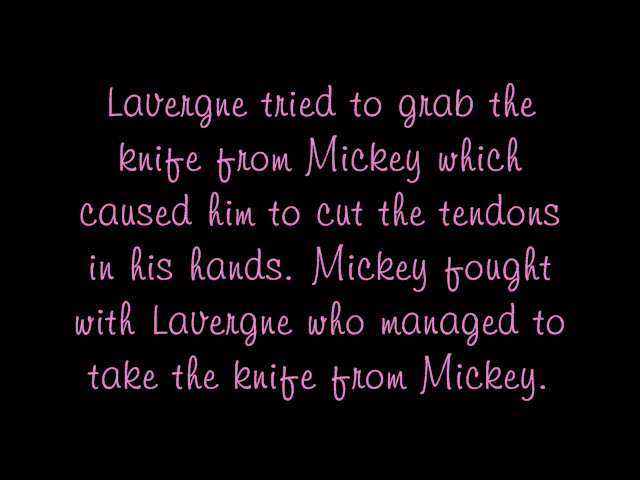 Lavergne tried to grab the
knife from Mickey which
caused him to cut the tendons
in his hands. Mickey fought
with Lavergne who managed to
take the knife from Mickey.